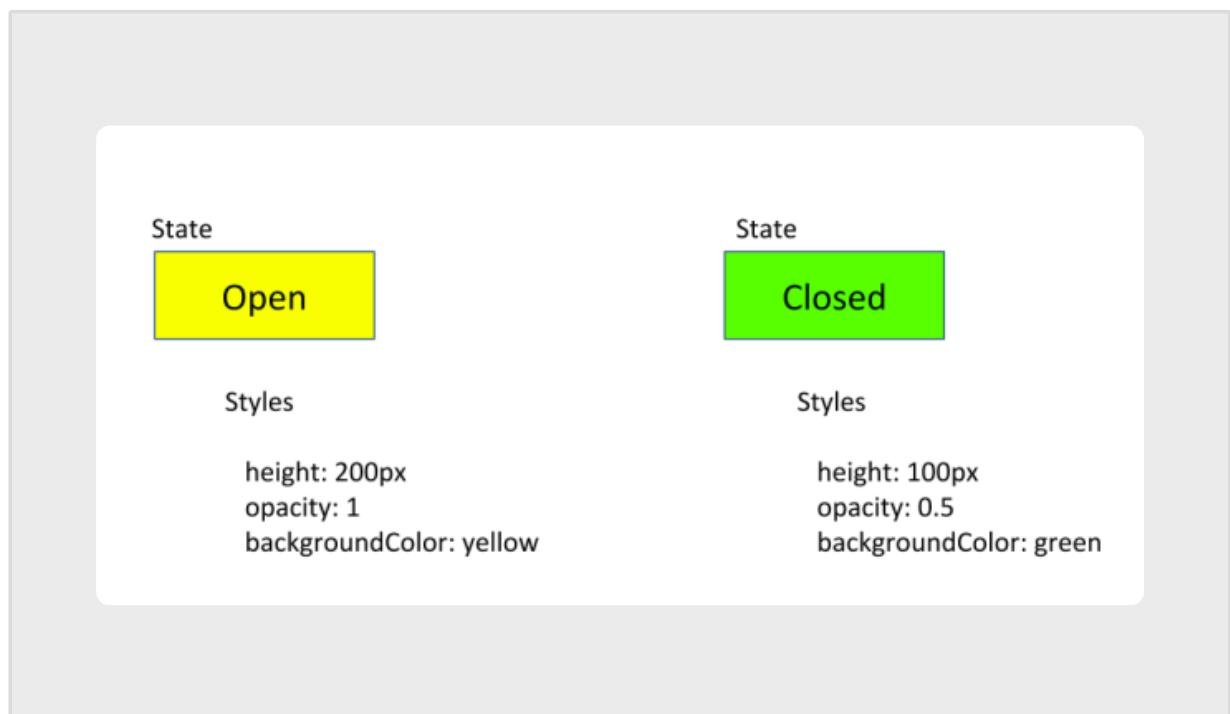 State
Open
Styles
height: 200px
opacity: 1
backgroundColor: yellow
State
Closed
Styles
height: 100px
opacity: 0.5
backgroundColor: green